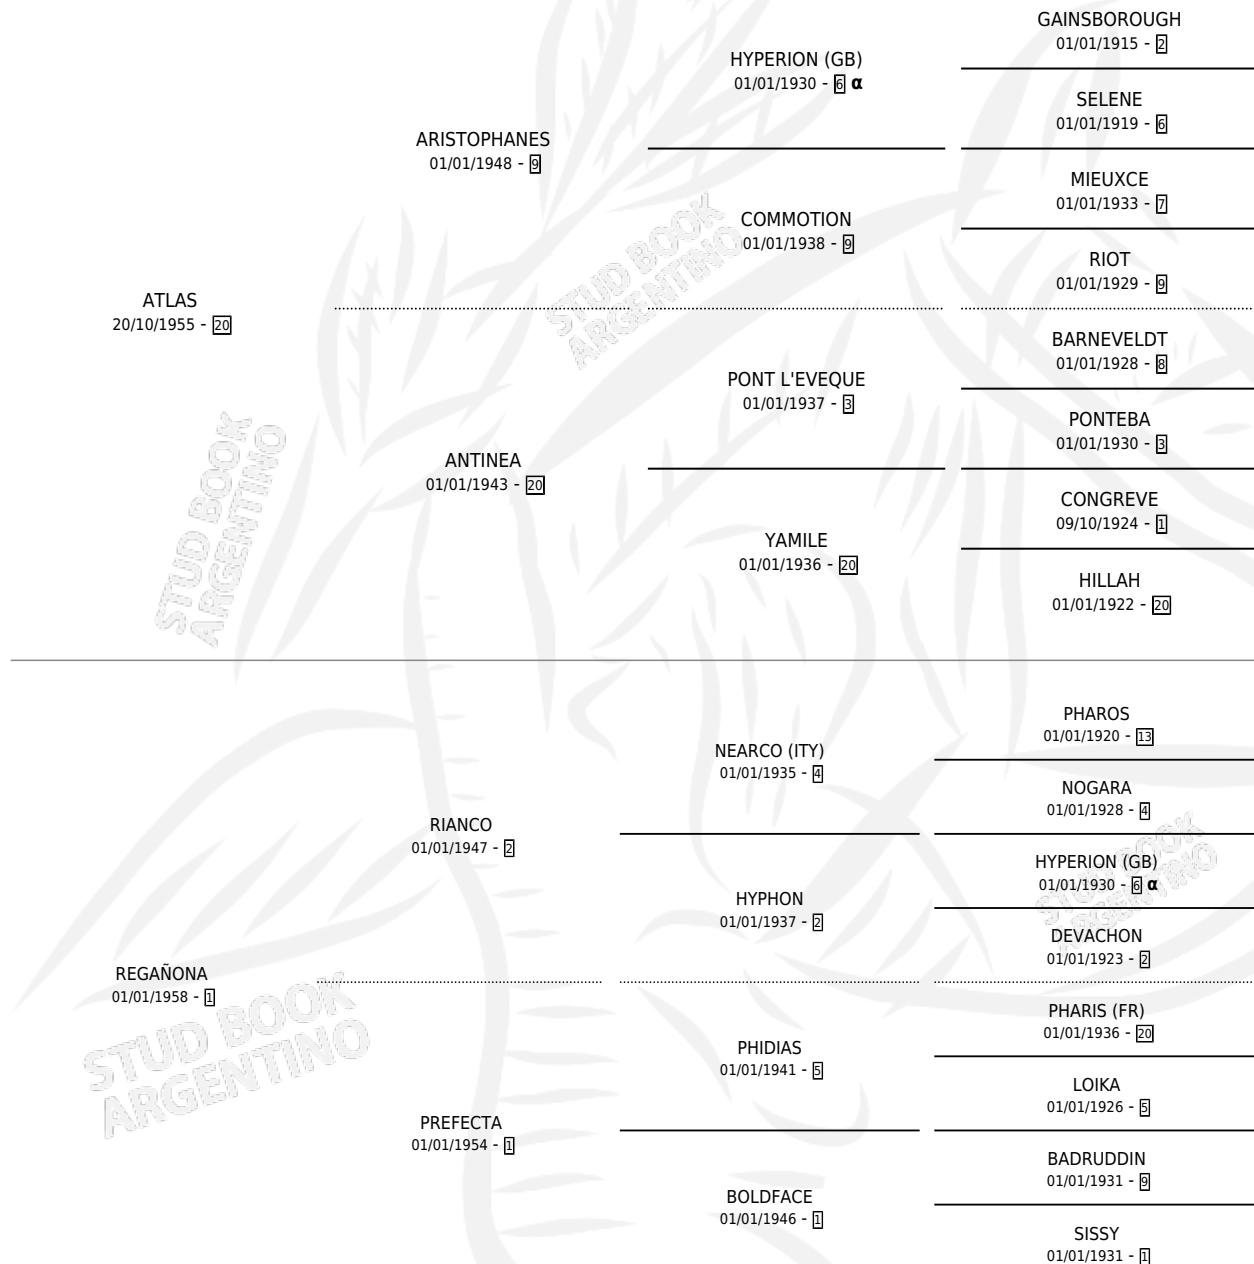 GAINSBOROUGH
01/01/1915 - 2
HYPERION (GB)
01/01/1930 - 6 α
SELENE
01/01/1919 - 6
ARISTOPHANES
01/01/1948 - 9
MIEUXCE
01/01/1933 - 7
COMMOTION
01/01/1938 - 9
RIOT
01/01/1929 - 9
ATLAS
20/10/1955 - 20
BARNEVELDT
01/01/1928 - 8
PONT L'EVEQUE
01/01/1937 - 3
PONTEBA
01/01/1930 - 3
ANTINEA
01/01/1943 - 20
CONGREVE
09/10/1924 - 1
YAMILE
01/01/1936 - 20
HILLAH
01/01/1922 - 20
PHAROS
01/01/1920 - 13
NEARCO (ITY)
01/01/1935 - 4
NOGARA
01/01/1928 - 4
RIANCO
01/01/1947 - 2
HYPERION (GB)
01/01/1930 - 6 α
HYPHON
01/01/1937 - 2
DEVACHON
01/01/1923 - 2
REGAÑONA
01/01/1958 - 1
PHARIS (FR)
01/01/1936 - 20
PHIDIAS
01/01/1941 - 5
LOIKA
01/01/1926 - 5
PREFECTA
01/01/1954 - 1
BADRUDDIN
01/01/1931 - 9
BOLDFACE
01/01/1946 - 1
SISSY
01/01/1931 - 1
STUD BOOK
ARGENTINO
STUD BOOK
ARGENTINO
STUD BOOK
ARGENTINO
STUD BOOK
ARGENTINO